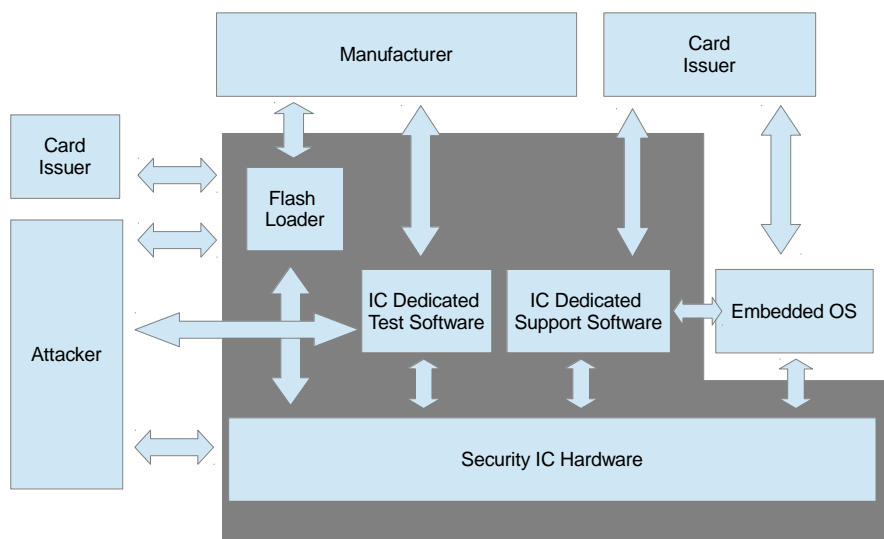 Manufacturer
Card
Issuer
Card
Issuer
Flash
Loader
Attacker
IC Dedicated
Test Software
IC Dedicated
Support Software
Embedded OS
Security IC Hardware